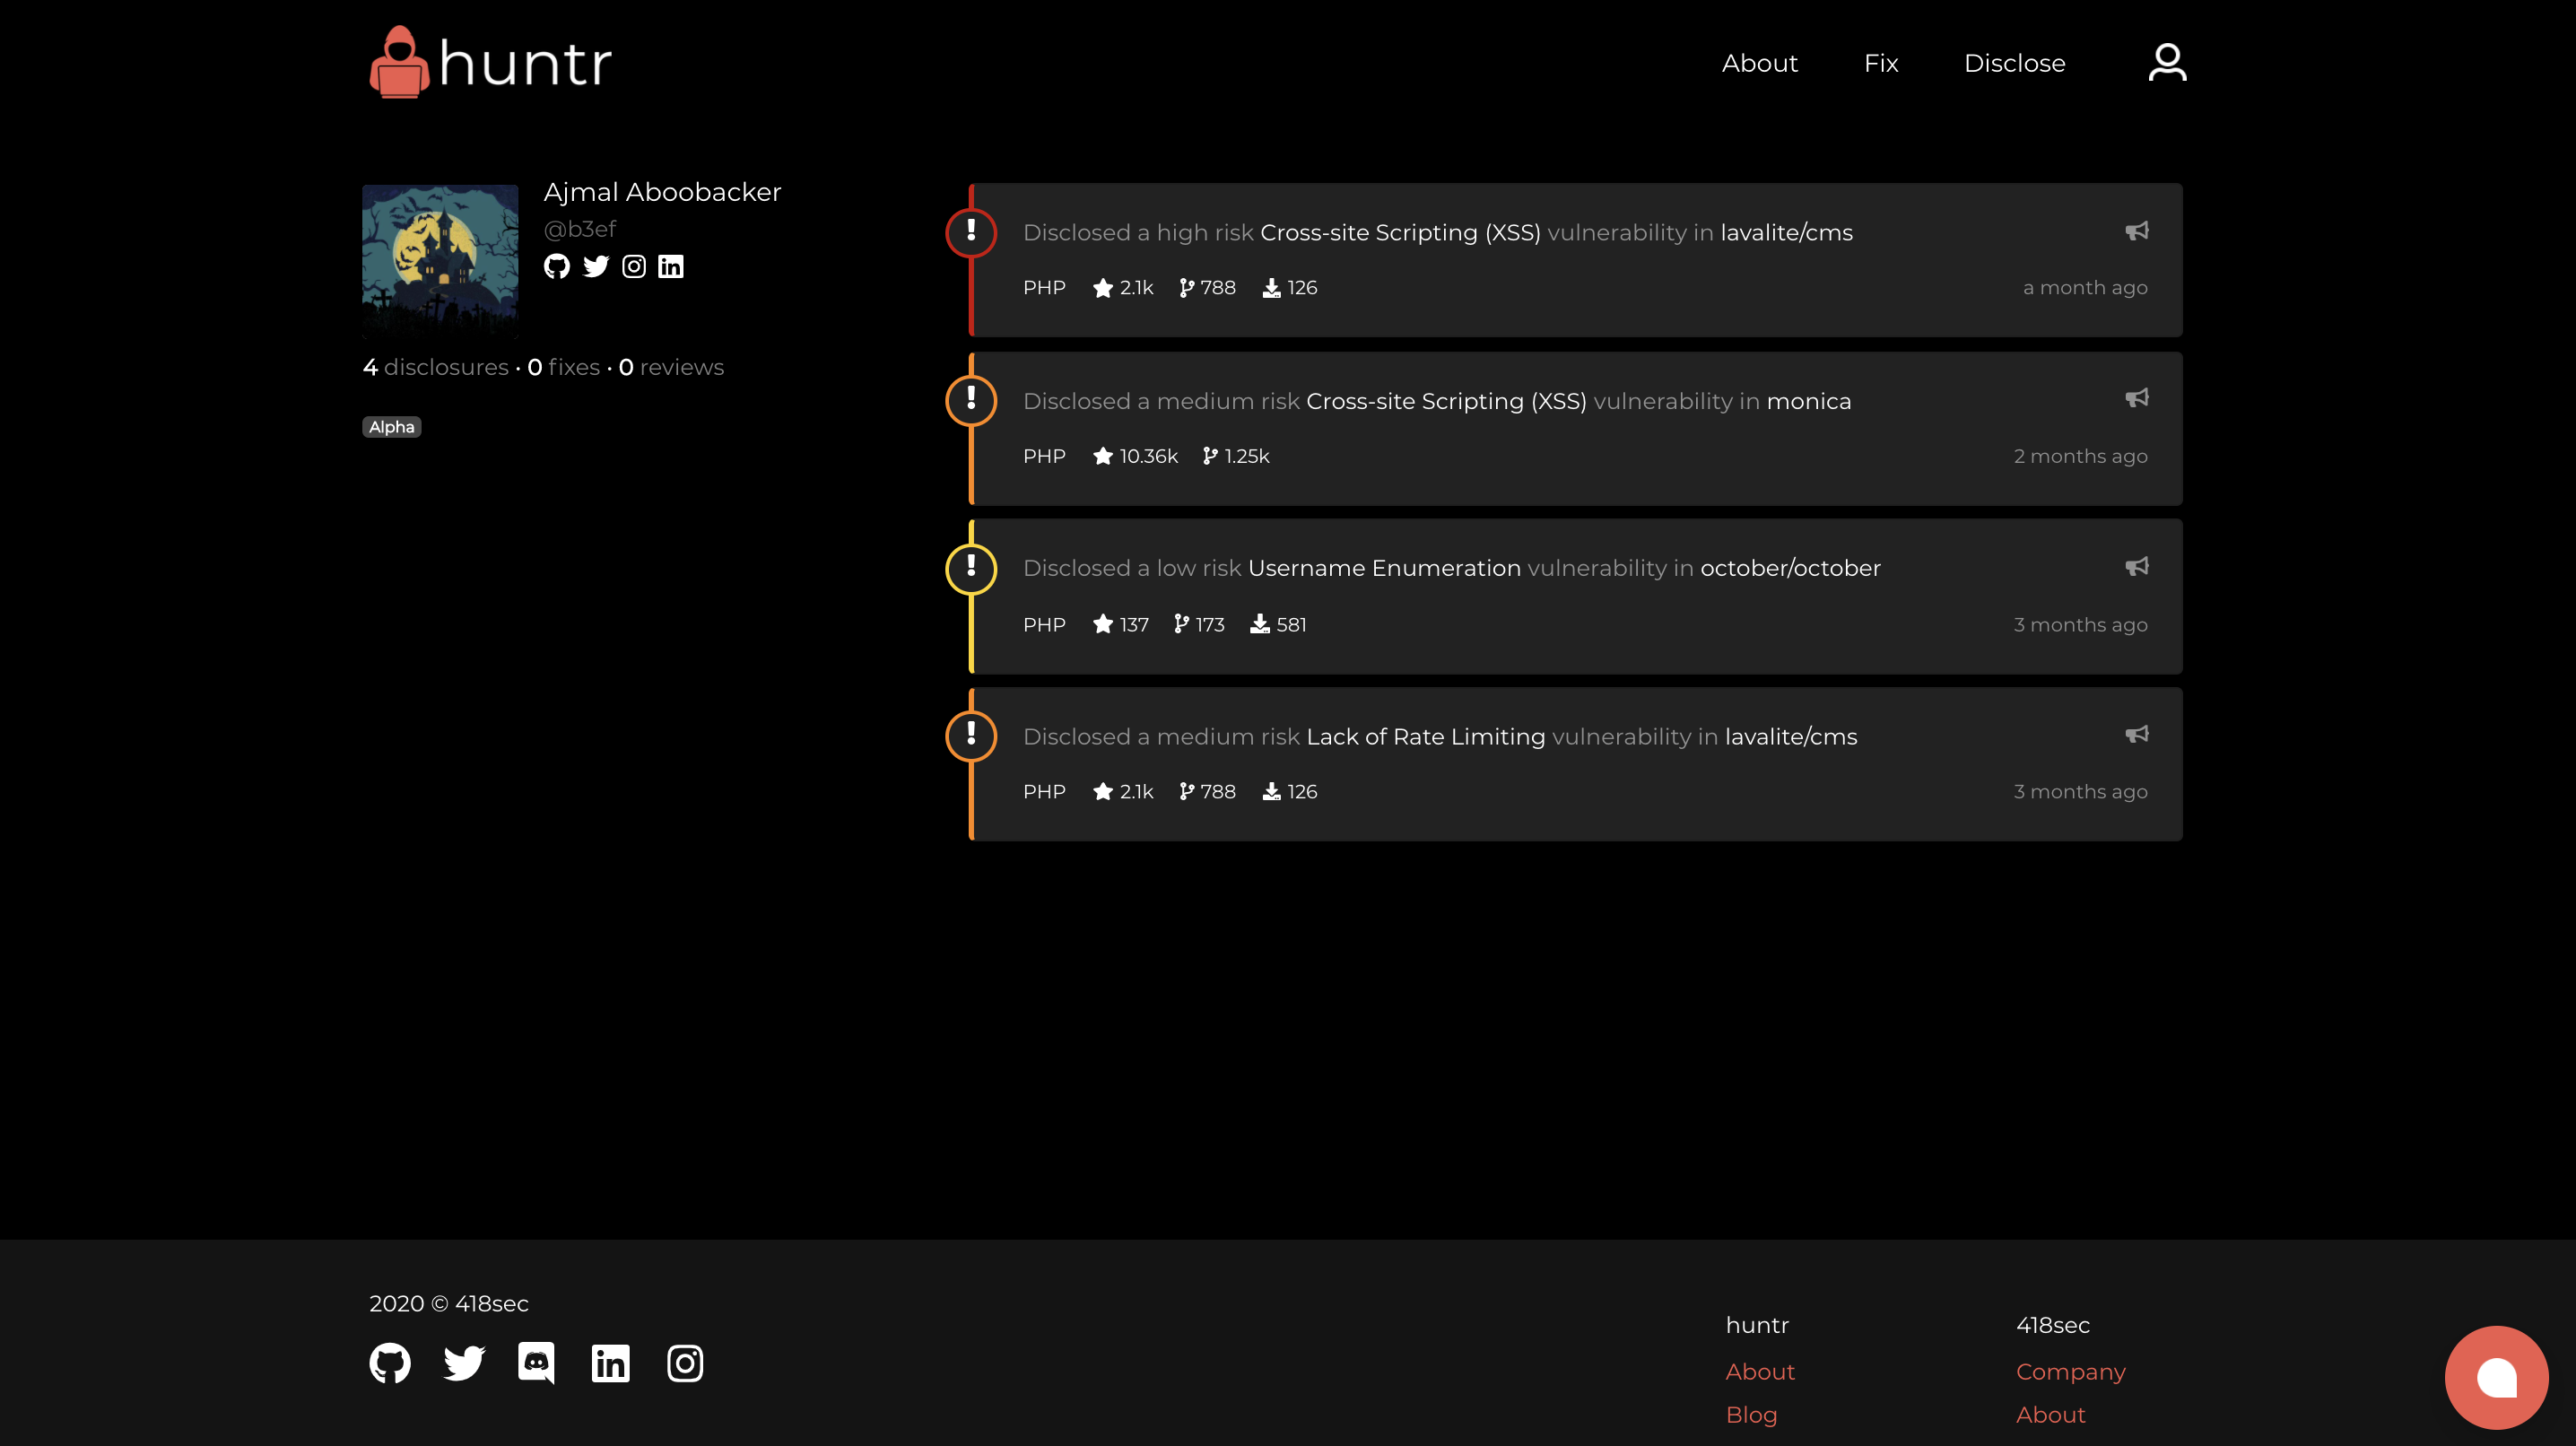 huntr
About Fix Disclose
Ajmal Aboobacker
@b3ef
4 disclosures • 0 fixes • 0 reviews
Alpha
Disclosed a high risk Cross-site Scripting (XSS) vulnerability in lavalite/cms
PHP 2.1k 788 126 a month ago
Disclosed a medium risk Cross-site Scripting (XSS) vulnerability in monica
PHP 10.36k 1.25k 2 months ago
Disclosed a low risk Username Enumeration vulnerability in october/october
PHP 137 173 581 3 months ago
Disclosed a medium risk Lack of Rate Limiting vulnerability in lavalite/cms
PHP 2.1k 788 126 3 months ago
2020 © 418sec
huntr
About
Blog
418sec
Company
About